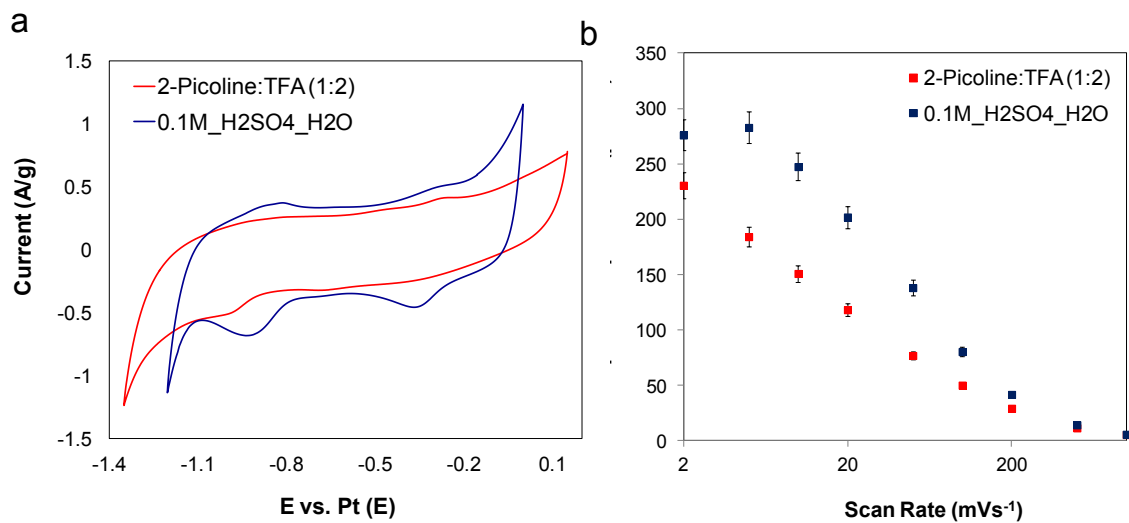 a
1.5
1
0.5
0
-0.5
-1
-1.5
Current (A/g)
2-Picoline:TFA (1:2)
0.1M_H2SO4_H2O
-1.4 -1.1 -0.8 -0.5 -0.2 0.1
E vs. Pt (E)
b
350
300
250
200
150
100
50
0
2-Picoline:TFA (1:2)
0.1M_H2SO4_H2O
2 20 200
Scan Rate (mVs⁻¹)